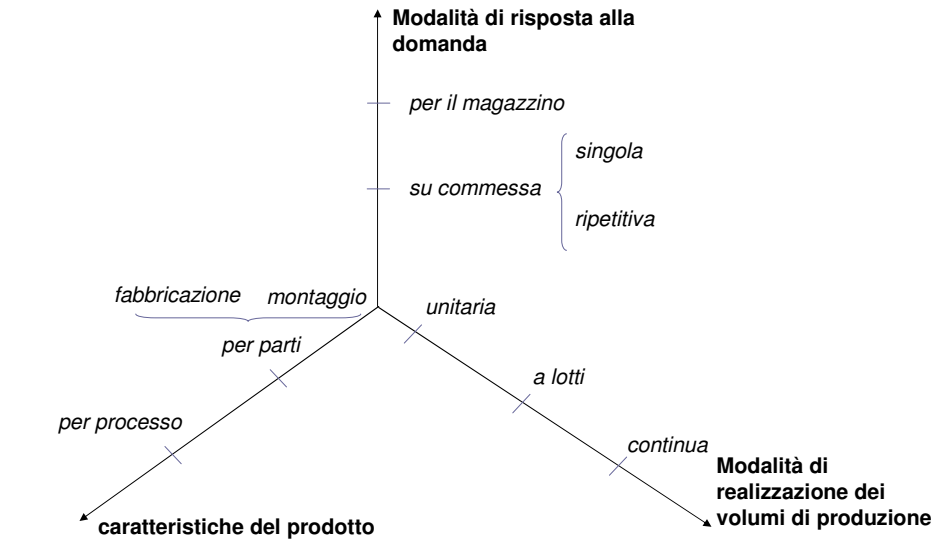 Modalità di risposta alla
domanda
per il magazzino
singola
su commessa
ripetitiva
fabbricazione
montaggio
unitaria
per parti
a lotti
per processo
continua
Modalità di
realizzazione dei
volumi di produzione
caratteristiche del prodotto